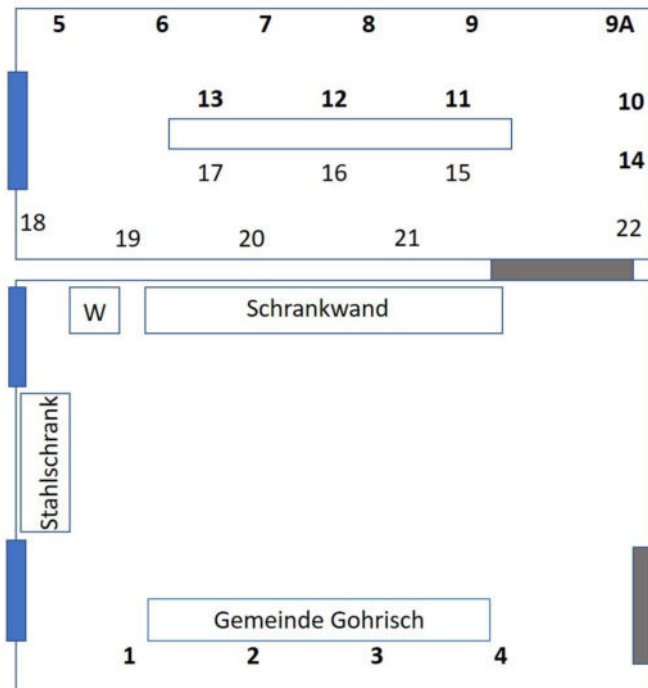 5 6 7 8 9 9A
13 12 11 10
17 16 15 14
18 19 20 21 22
W Schrankwand
Stahlschrank
Gemeinde Gohrisch
1 2 3 4